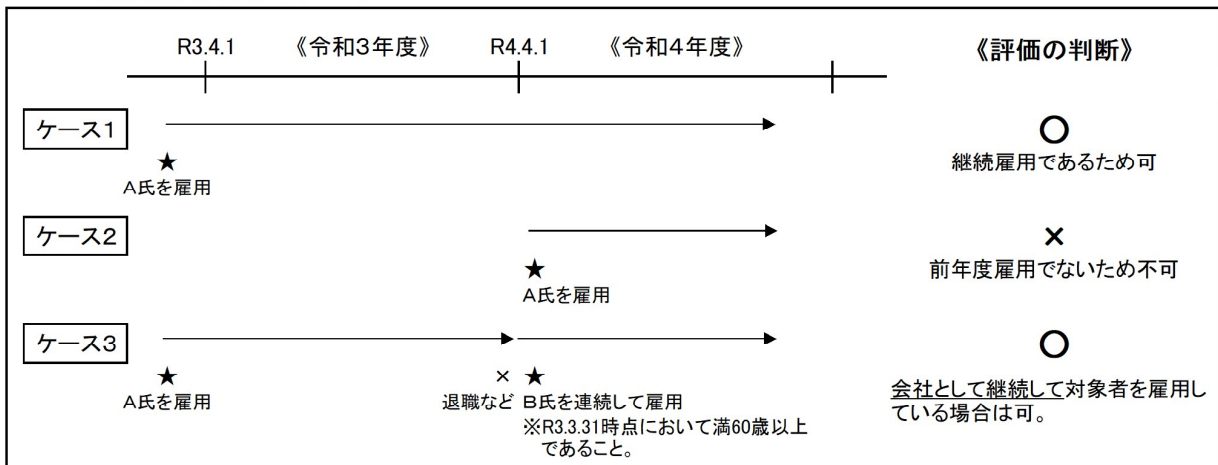 R3.4.1 《令和3年度》 R4.4.1 《令和4年度》 《評価の判断》
ケース1
○
★
A氏を雇用
継続雇用であるため可
ケース2
×
★
A氏を雇用
前年度雇用でないため不可
ケース3
○
★ × ★
A氏を雇用 退職など B氏を連続して雇用
※R3.3.31時点において満60歳以上
であること。
会社として継続して対象者を雇用し
ている場合は可。